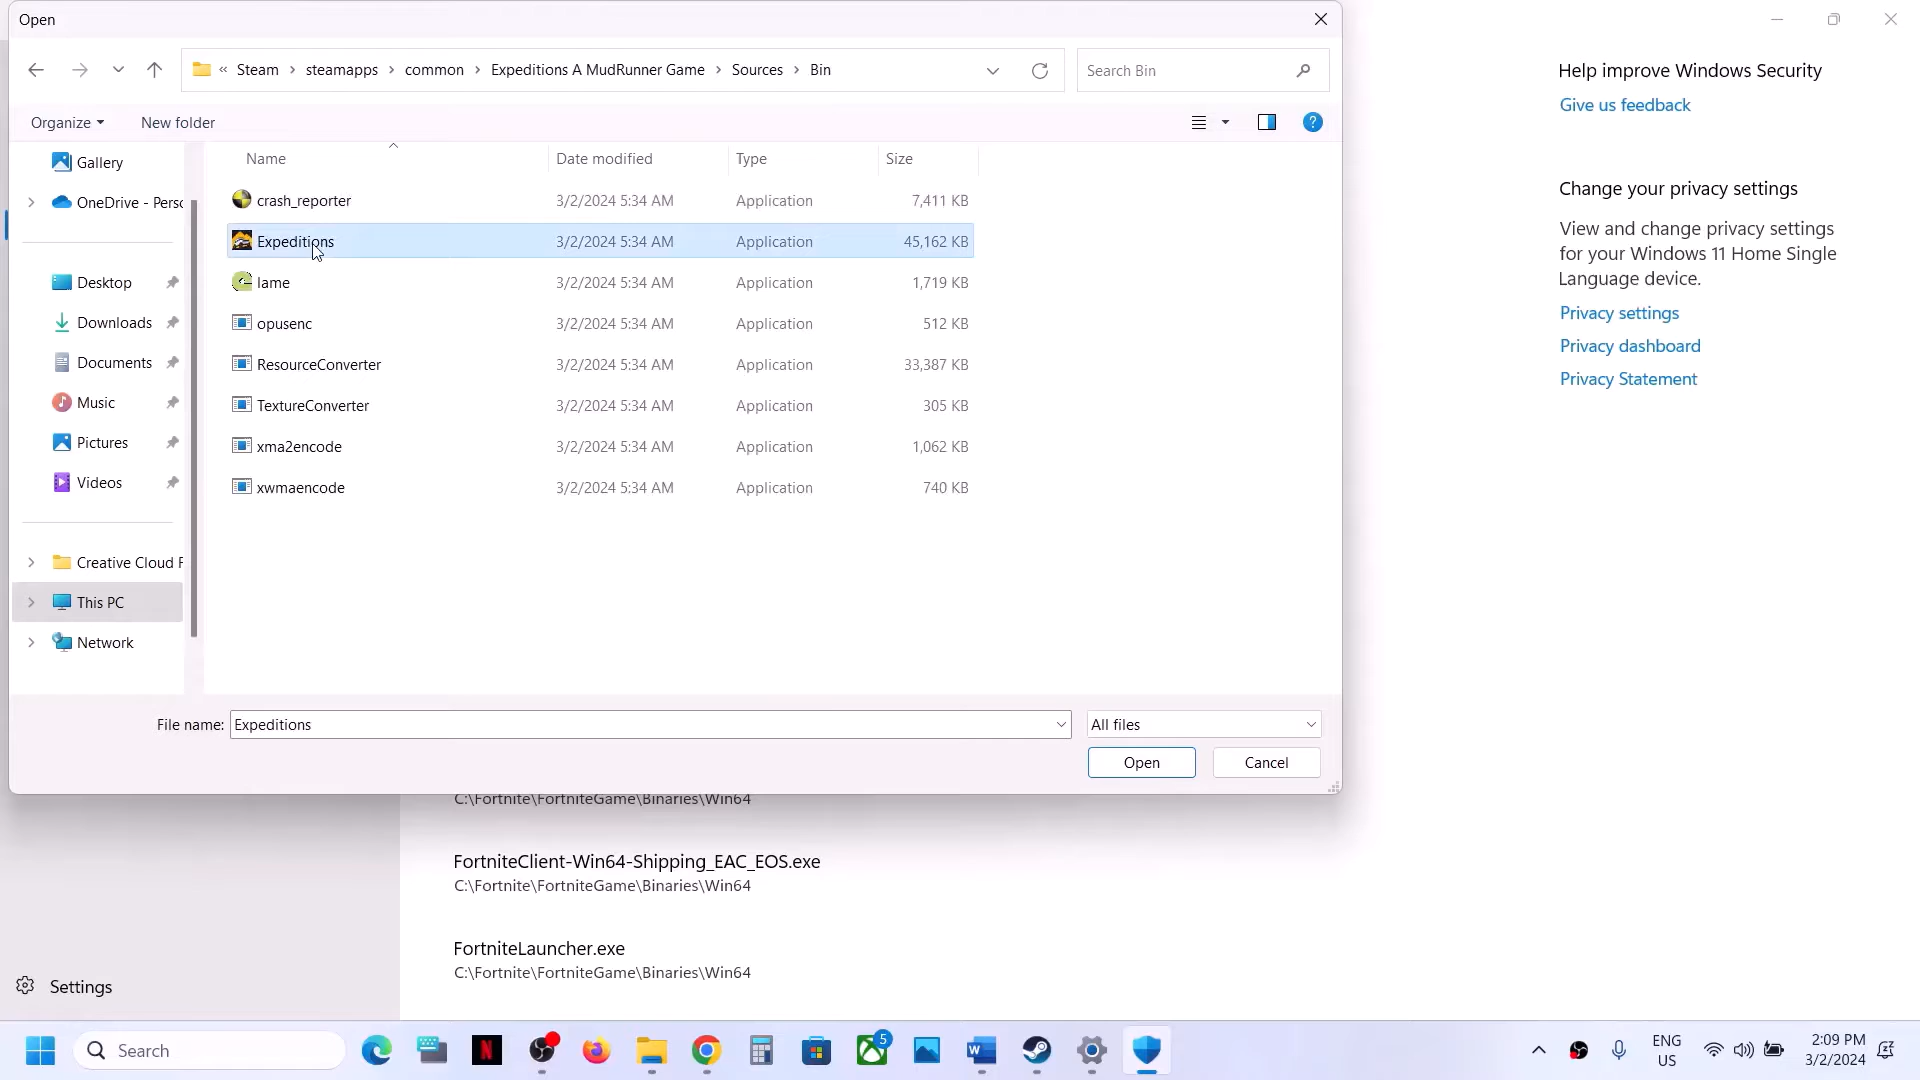 Open
« Steam > steamapps > common > Expeditions A MudRunner Game > Sources > Bin
Search Bin
Organize
New folder
Gallery
OneDrive - Perso
Desktop
Downloads
Documents
Music
Pictures
Videos
Creative Cloud F
This PC
Network
Name Date modified Type Size
crash_reporter 3/2/2024 5:34 AM Application 7,411 KB
Expeditions 3/2/2024 5:34 AM Application 45,162 KB
lame 3/2/2024 5:34 AM Application 1,719 KB
opusenc 3/2/2024 5:34 AM Application 512 KB
ResourceConverter 3/2/2024 5:34 AM Application 33,387 KB
TextureConverter 3/2/2024 5:34 AM Application 305 KB
xma2encode 3/2/2024 5:34 AM Application 1,062 KB
xwmaencode 3/2/2024 5:34 AM Application 740 KB
File name: Expeditions
All files
Open
Cancel
C:\Fortnite\FortniteGame\Binaries\Win64
FortniteClient-Win64-Shipping_EAC_EOS.exe
C:\Fortnite\FortniteGame\Binaries\Win64
FortniteLauncher.exe
C:\Fortnite\FortniteGame\Binaries\Win64
Settings
Help improve Windows Security
Give us feedback
Change your privacy settings
View and change privacy settings
for your Windows 11 Home Single
Language device.
Privacy settings
Privacy dashboard
Privacy Statement
Search
5
ENG
US
2:09 PM
3/2/2024